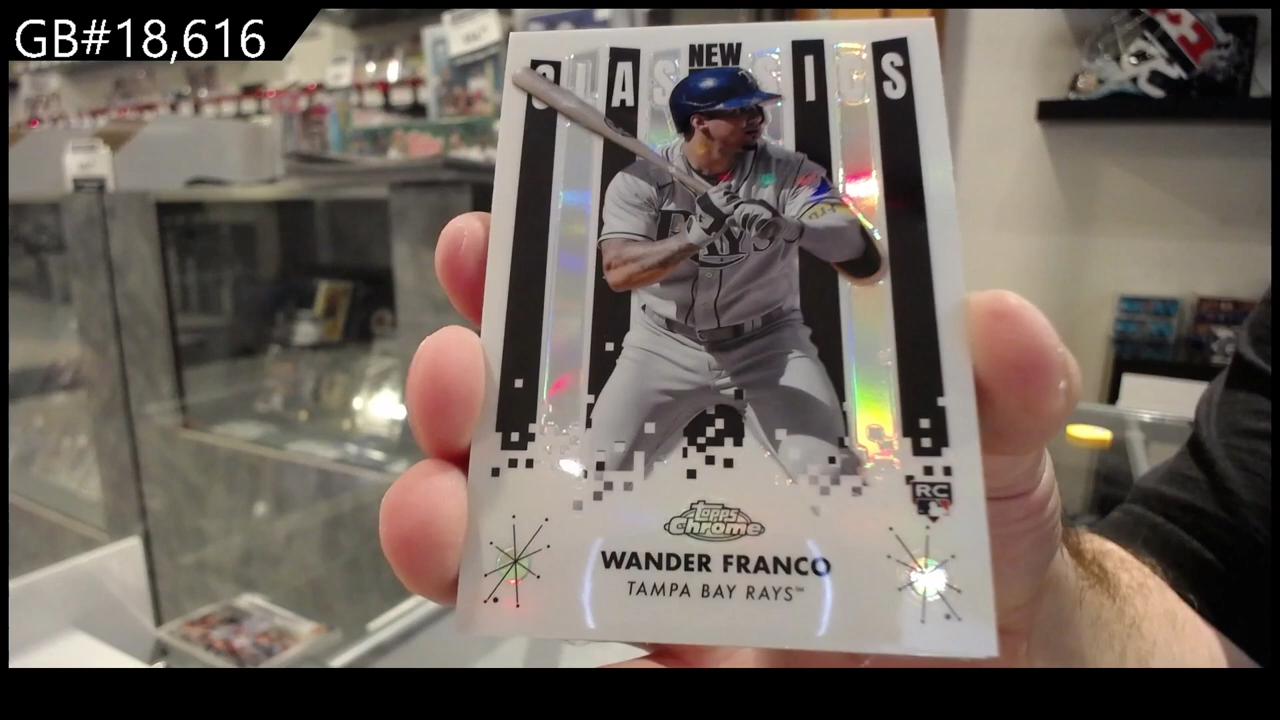 GB#18,616
NEW
CLASSICS
RAYS
RC
Topps
Chrome
WANDER FRANCO
TAMPA BAY RAYS™